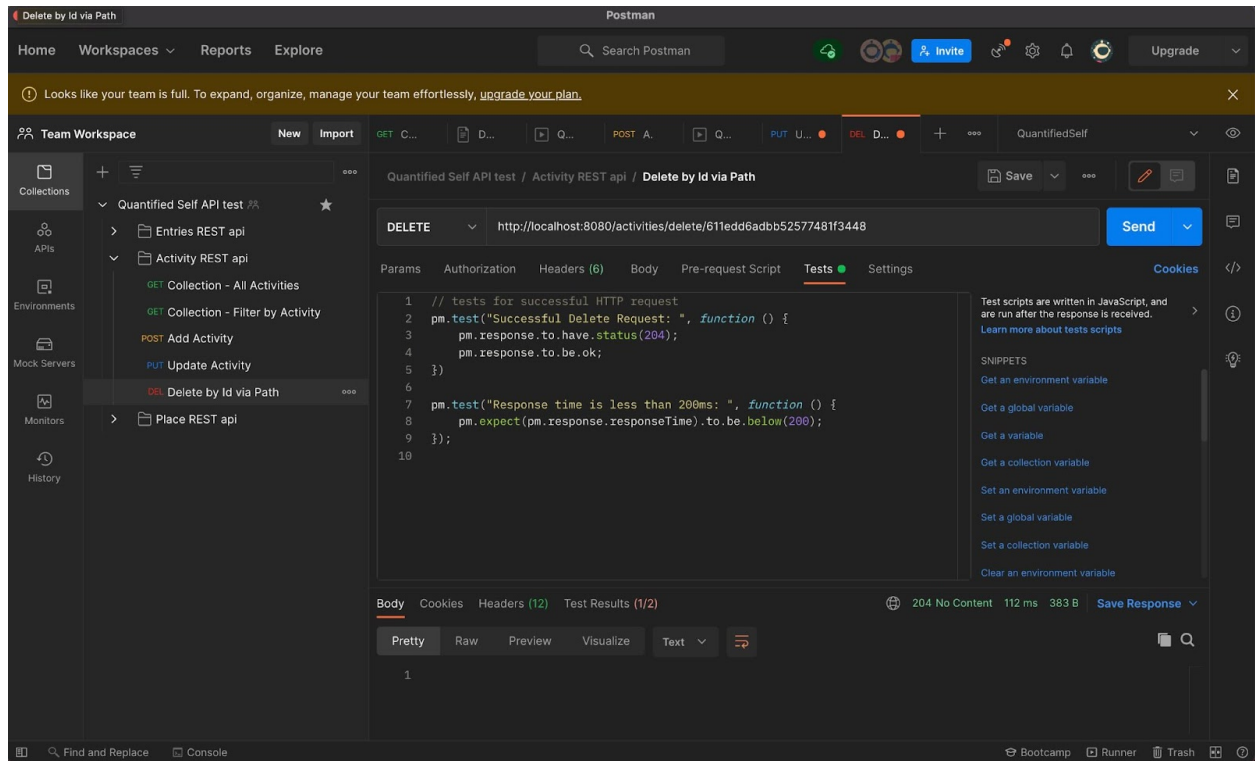 Delete by Id via Path
Postman
Home Workspaces Reports Explore Search Postman Invite Upgrade
Looks like your team is full. To expand, organize, manage your team effortlessly, upgrade your plan.
Team Workspace New Import GET C... D... Q... POST A. Q... PUT U... DEL D... QuantifiedSelf
Collections
APIs
Environments
Mock Servers
Monitors
History
Quantified Self API test
Entries REST api
Activity REST api
GET Collection - All Activities
GET Collection - Filter by Activity
POST Add Activity
PUT Update Activity
DEL Delete by Id via Path
Place REST api
Quantified Self API test / Activity REST api / Delete by Id via Path Save
DELETE http://localhost:8080/activities/delete/611edd6adbb52577481f3448 Send
Params Authorization Headers (6) Body Pre-request Script Tests Settings Cookies
1 // tests for successful HTTP request
2 pm.test("Successful Delete Request: ", function () {
3 pm.response.to.have.status(204);
4 pm.response.to.be.ok;
5 })
6
7 pm.test("Response time is less than 200ms: ", function () {
8 pm.expect(pm.response.responseTime).to.be.below(200);
9 });
10
Test scripts are written in JavaScript, and
are run after the response is received.
Learn more about tests scripts
SNIPPETS
Get an environment variable
Get a global variable
Get a variable
Get a collection variable
Set an environment variable
Set a global variable
Set a collection variable
Clear an environment variable
Body Cookies Headers (12) Test Results (1/2) 204 No Content 112 ms 383 B Save Response
Pretty Raw Preview Visualize Text
1
Find and Replace Console Bootcamp Runner Trash